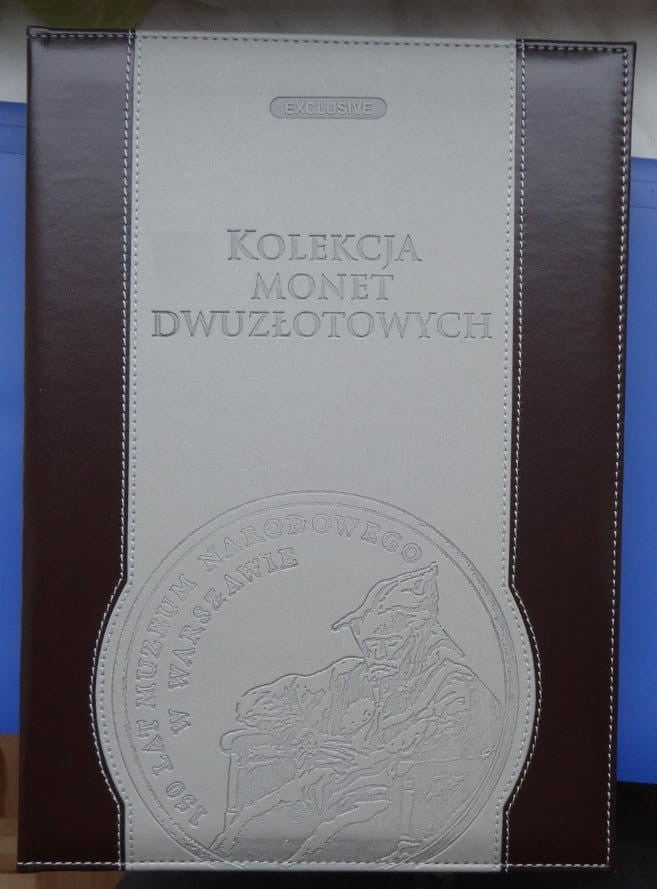 EXCLUSIVE
KOLEKCJA
MONET
DWUZŁOTOWYCH
150 LAT MUZEUM NARODOWEGO
W WARSZAWIE